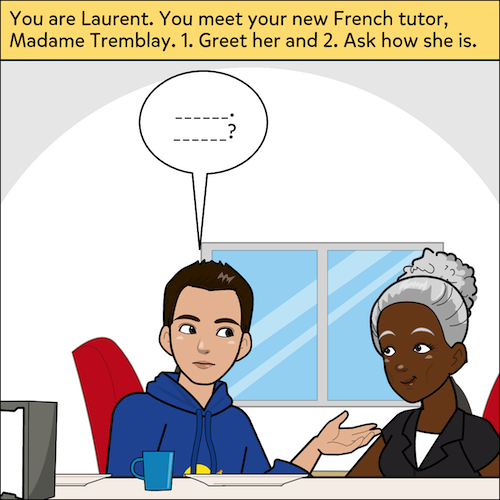 You are Laurent. You meet your new French tutor,
Madame Tremblay. 1. Greet her and 2. Ask how she is.
______.
______?